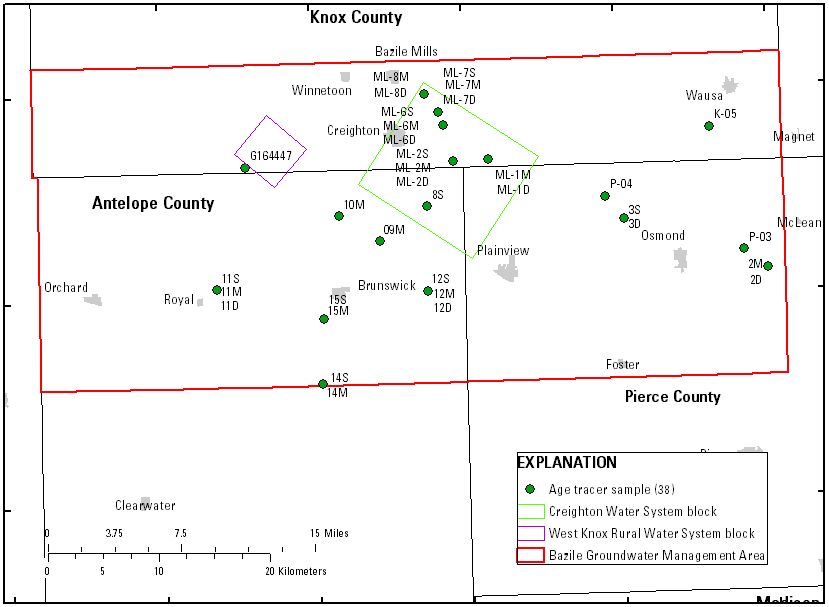 Knox County
Bazile Mills
ML-8M
ML-8D
ML-7S
ML-7M
ML-7D
Winnetoon
Wausa
K-05
ML-6S
ML-6M
ML-6D
Creighton
Magnet
G164447
ML-2S
ML-2M
ML-2D
ML-1M
ML-1D
Antelope County
10M
8S
P-04
3S
3D
McLean
09M
Osmond
P-03
Plainview
2M
2D
Orchard
11S
11M
11D
Royal
15S
15M
Brunswick
12S
12M
12D
14S
14M
Foster
Pierce County
EXPLANATION
Age tracer sample (38)
Creighton Water System block
West Knox Rural Water System block
Bazile Groundwater Management Area
Clearwater
0 3.75 7.5 15 Miles
0 5 10 20 Kilometers